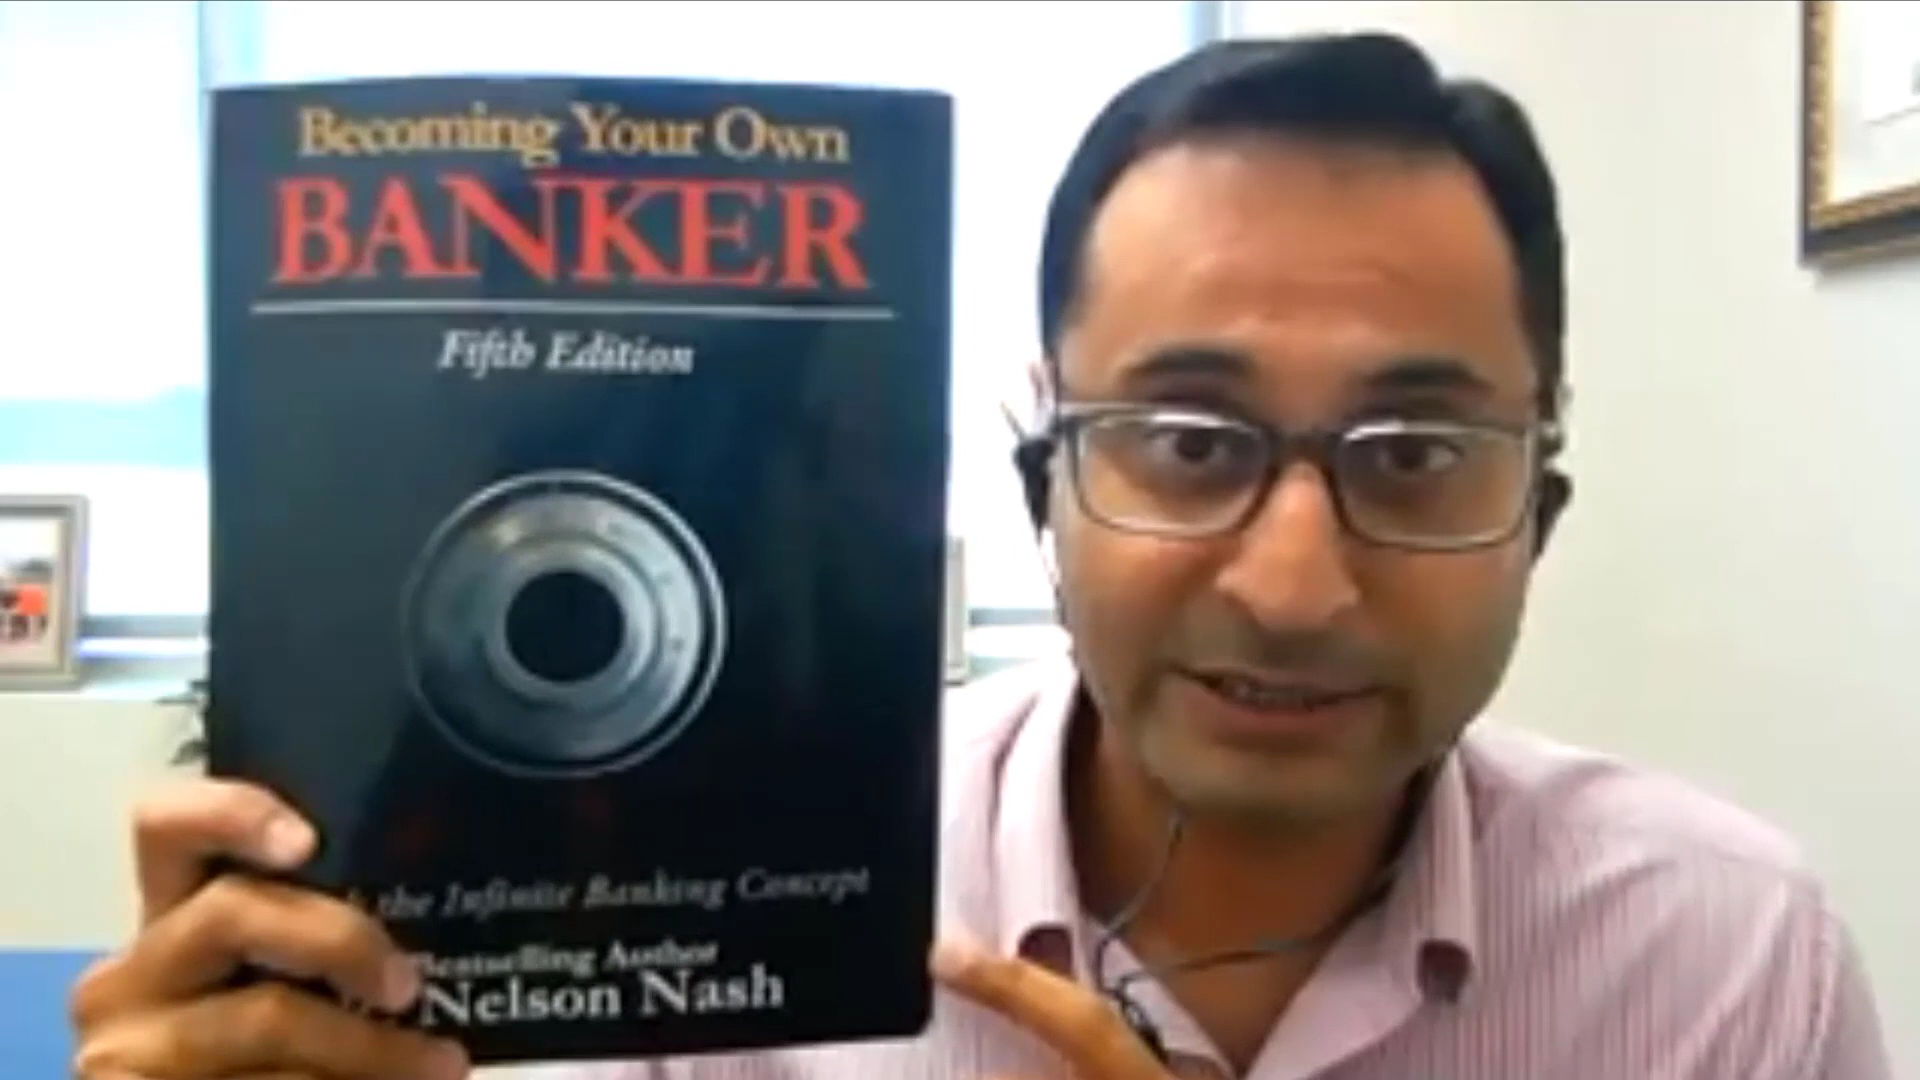 Becoming Your Own
BANKER
Fifth Edition
the Infinite Banking Concept
Bestselling Author
Nelson Nash